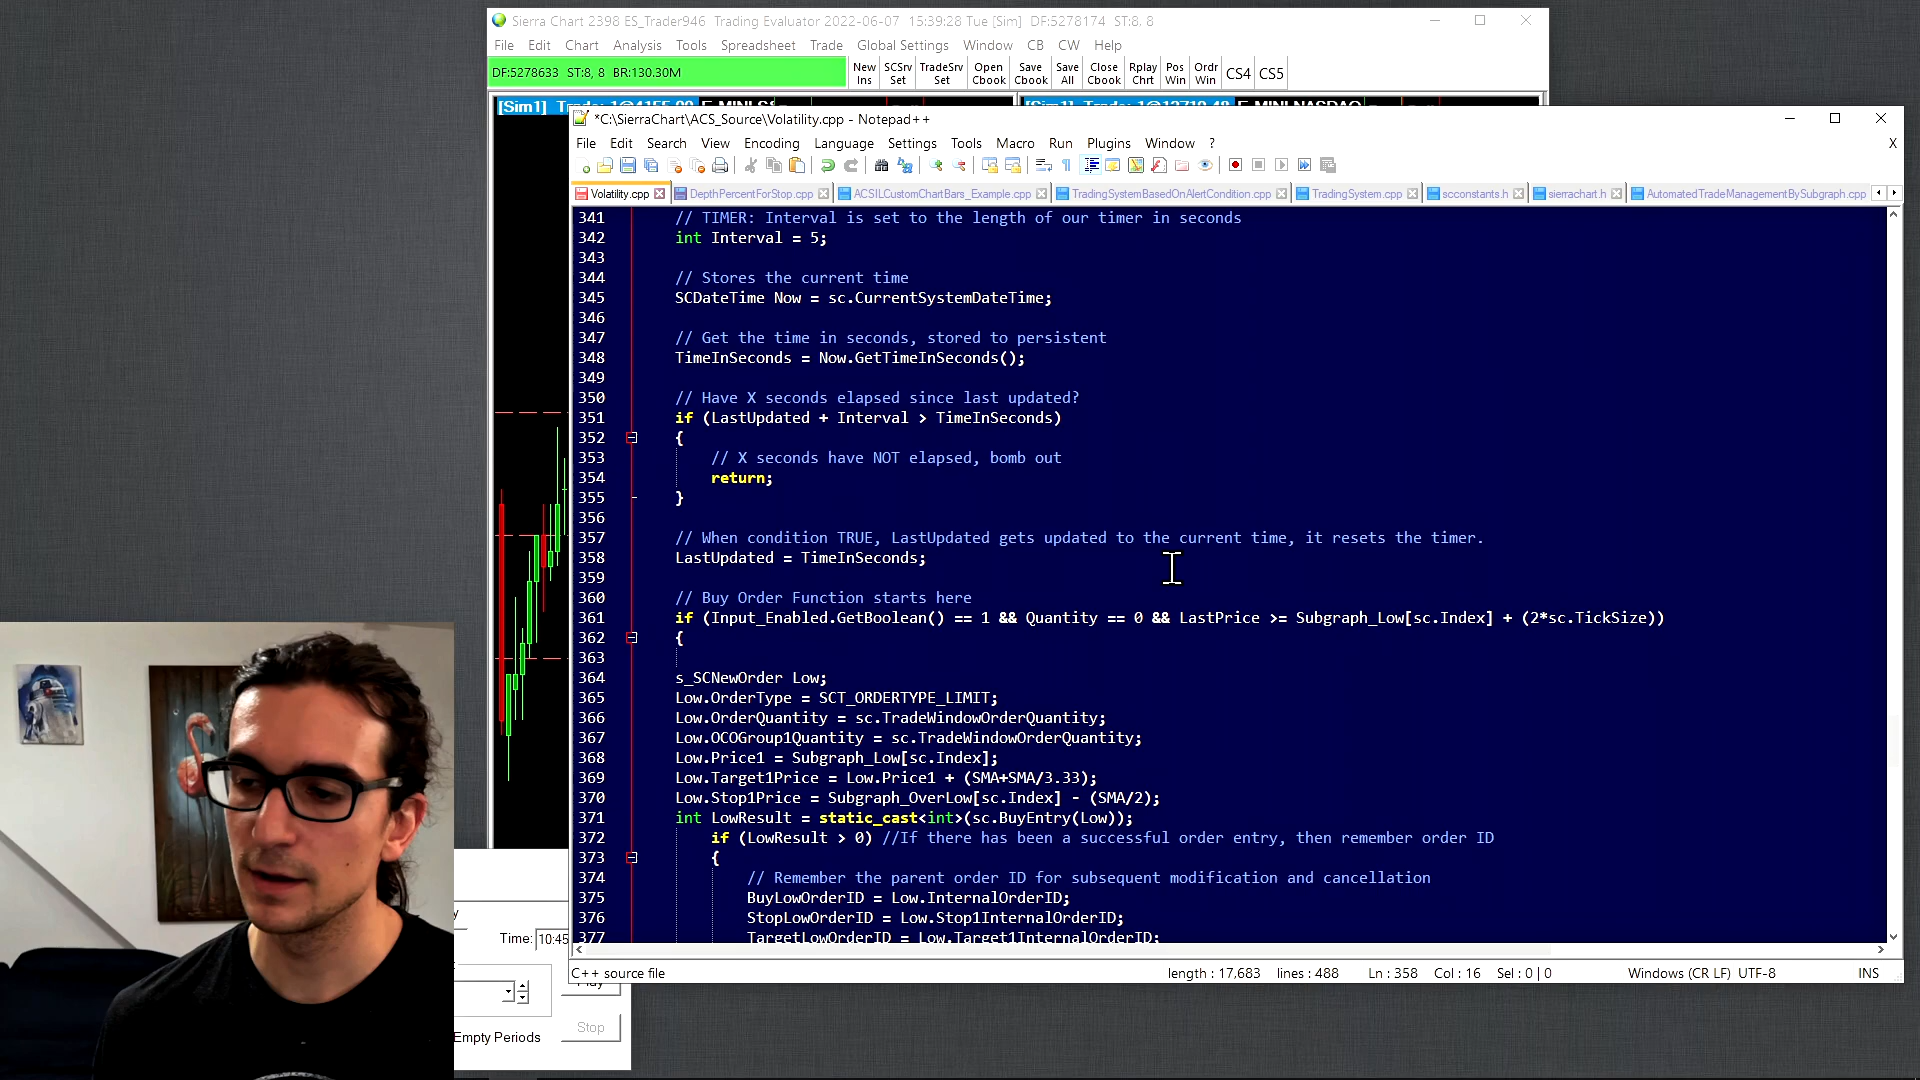 Sierra Chart 2398 ES_Trader946 Trading Evaluator 2022-06-07 15:39:28 Tue [Sim] DF:5278174 ST:8, 8
File Edit Chart Analysis Tools Spreadsheet Trade Global Settings Window CB CW Help
DF:5278633 ST:8, 8 BR:130.30M
New Ins
SCSrv Set
TradeSrv Set
Open Cbook
Save Cbook
Save All
Close Cbook
Rplay Chrt
Pos Win
Ordr Win
CS4
CS5
*C:\SierraChart\ACS_Source\Volatility.cpp - Notepad++
File Edit Search View Encoding Language Settings Tools Macro Run Plugins Window ?
X
Volatility.cpp DepthPercentForStop.cpp ACSILCustomChartBars_Example.cpp TradingSystemBasedOnAlertCondition.cpp TradingSystem.cpp scconstants.h sierrachart.h AutomatedTradeManagementBySubgraph.cpp
341 // TIMER: Interval is set to the length of our timer in seconds
342 int Interval = 5;
343
344 // Stores the current time
345 SCDateTime Now = sc.CurrentSystemDateTime;
346
347 // Get the time in seconds, stored to persistent
348 TimeInSeconds = Now.GetTimeInSeconds();
349
350 // Have X seconds elapsed since last updated?
351 if (LastUpdated + Interval > TimeInSeconds)
352 {
353 // X seconds have NOT elapsed, bomb out
354 return;
355 }
356
357 // When condition TRUE, LastUpdated gets updated to the current time, it resets the timer.
358 LastUpdated = TimeInSeconds;
359
360 // Buy Order Function starts here
361 if (Input_Enabled.GetBoolean() == 1 && Quantity == 0 && LastPrice >= Subgraph_Low[sc.Index] + (2*sc.TickSize))
362 {
363
364 s_SCNewOrder Low;
365 Low.OrderType = SCT_ORDERTYPE_LIMIT;
366 Low.OrderQuantity = sc.TradeWindowOrderQuantity;
367 Low.OCOGroup1Quantity = sc.TradeWindowOrderQuantity;
368 Low.Price1 = Subgraph_Low[sc.Index];
369 Low.Target1Price = Low.Price1 + (SMA+SMA/3.33);
370 Low.Stop1Price = Subgraph_OverLow[sc.Index] - (SMA/2);
371 int LowResult = static_cast<int>(sc.BuyEntry(Low));
372 if (LowResult > 0) //If there has been a successful order entry, then remember order ID
373 {
374 // Remember the parent order ID for subsequent modification and cancellation
375 BuyLowOrderID = Low.InternalOrderID;
376 StopLowOrderID = Low.Stop1InternalOrderID;
377 TargetLowOrderID = Low.Target1InternalOrderID;
C++ source file length : 17,683 lines : 488 Ln : 358 Col : 16 Sel : 0 | 0 Windows (CR LF) UTF-8 INS
Time: 10:45
Stop
Empty Periods